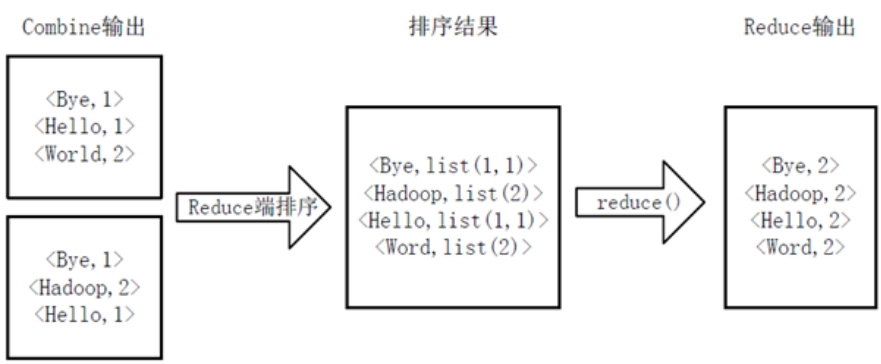 Combine输出
<Bye,1>
<Hello,1>
<World,2>
<Bye,1>
<Hadoop,2>
<Hello,1>
Reduce端排序
排序结果
<Bye,list(1,1)>
<Hadoop,list(2)>
<Hello,list(1,1)>
<Word,list(2)>
reduce()
Reduce输出
<Bye,2>
<Hadoop,2>
<Hello,2>
<Word,2>